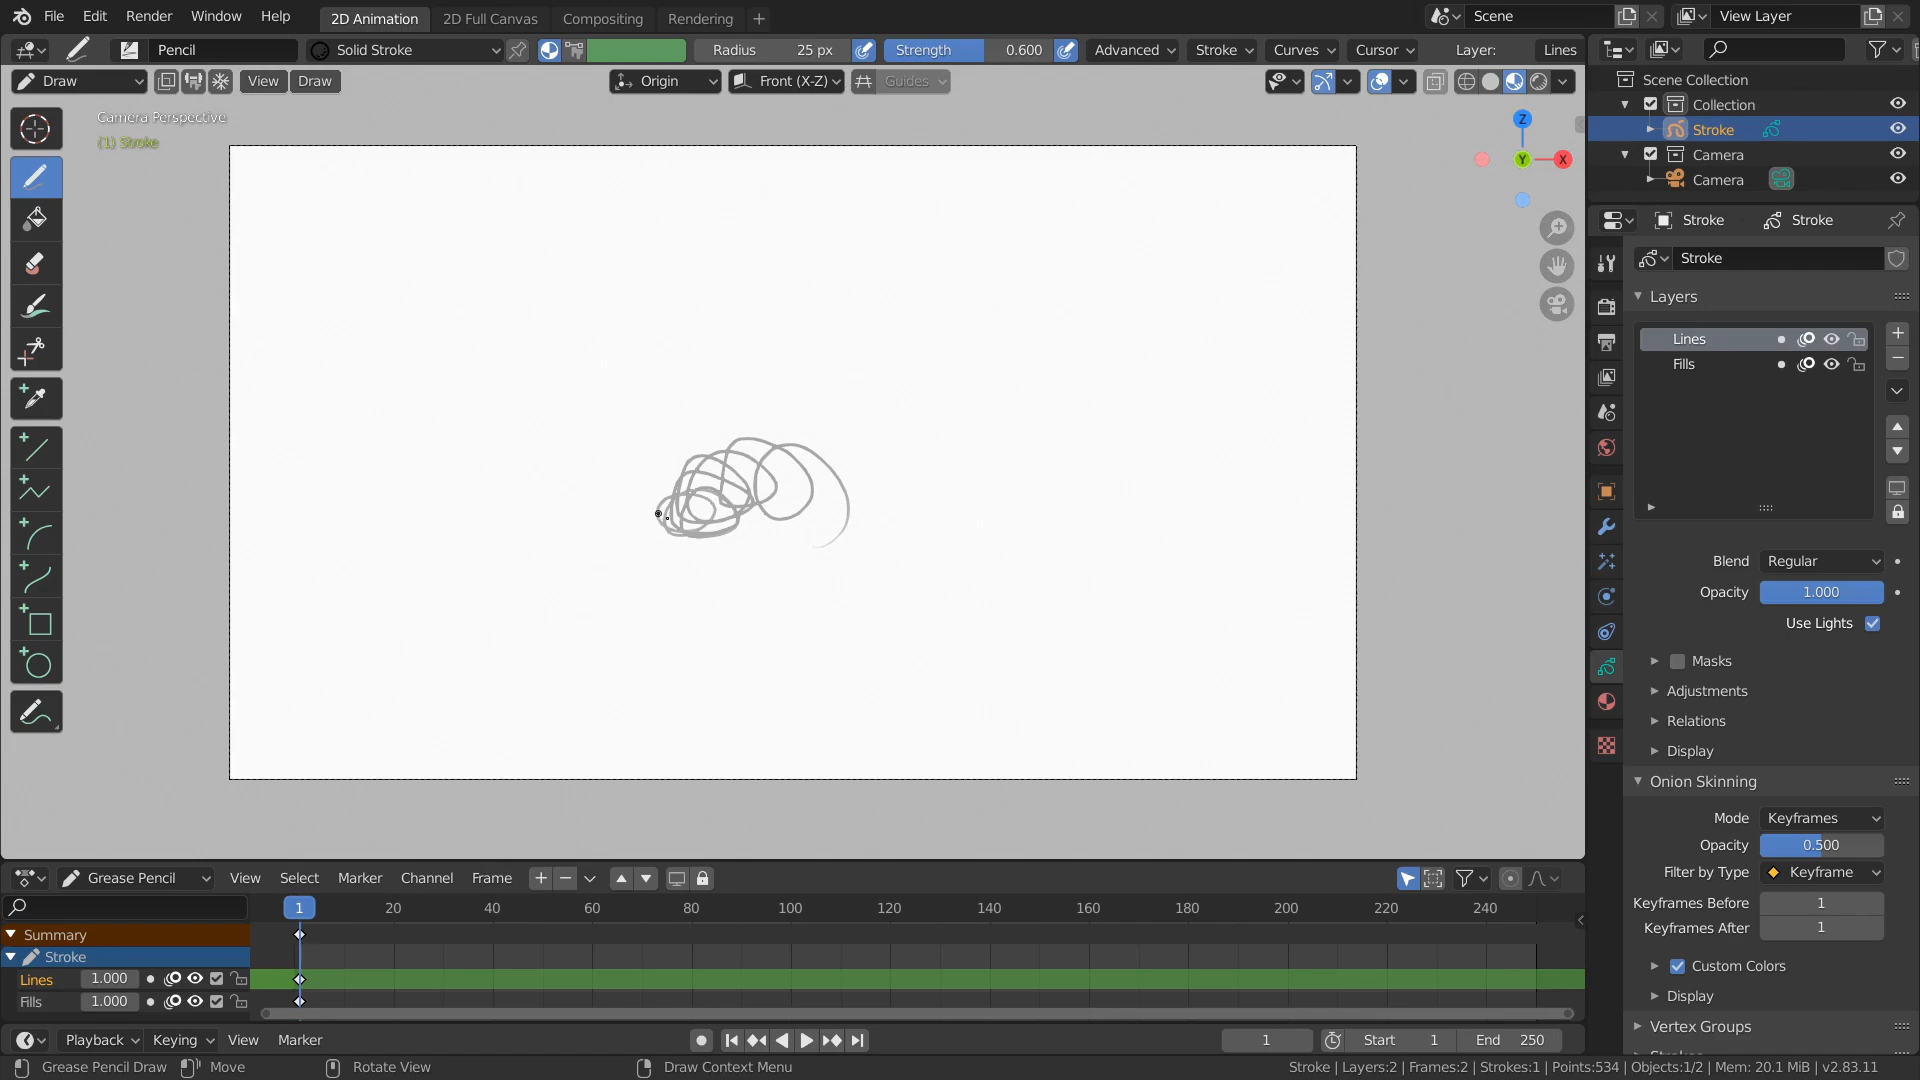 File Edit Render Window Help 2D Animation 2D Full Canvas Compositing Rendering + Scene View Layer
Pencil Solid Stroke Radius 25 px Strength 0.600 Advanced Stroke Curves Cursor Layer: Lines
Draw View Draw Origin Front (X-Z) Guides
Camera Perspective
(1) Stroke
Z
Y
X
Scene Collection
Collection
Stroke
Camera
Camera
Stroke Stroke
Stroke
Layers
Lines
Fills
Blend Regular
Opacity 1.000
Use Lights
Masks
Adjustments
Relations
Display
Onion Skinning
Mode Keyframes
Opacity 0.500
Filter by Type Keyframe
Keyframes Before 1
Keyframes After 1
Custom Colors
Display
Vertex Groups
Grease Pencil View Select Marker Channel Frame
1 20 40 60 80 100 120 140 160 180 200 220 240
Summary
Stroke
Lines 1.000
Fills 1.000
Playback Keying View Marker 1 Start 1 End 250
Grease Pencil Draw Move Rotate View Draw Context Menu Stroke | Layers:2 | Frames:2 | Strokes:1 | Points:534 | Objects:1/2 | Mem: 20.1 MiB | v2.83.11